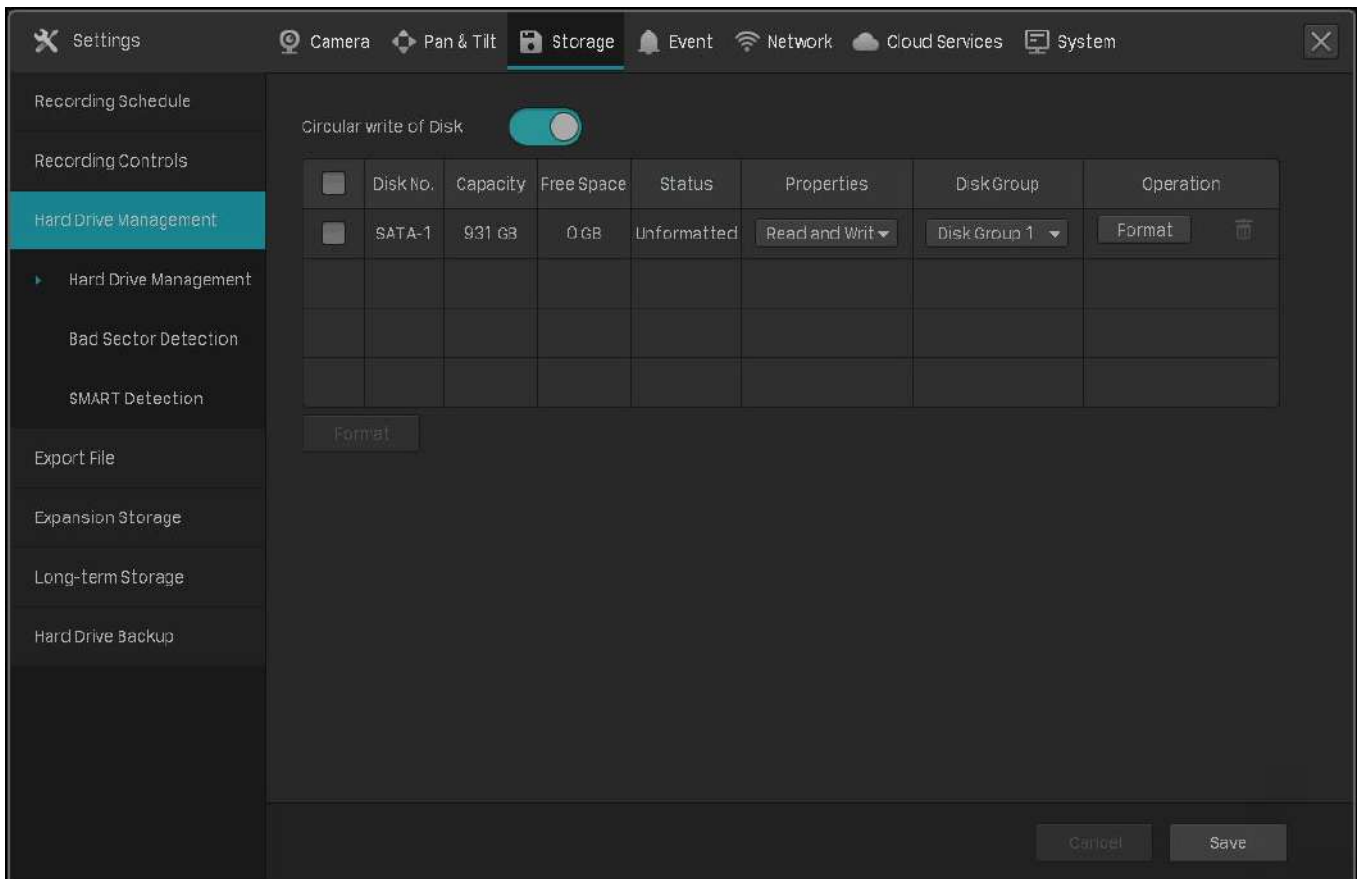 Settings
Camera Pan & Tilt Storage Event Network Cloud Services System
Recording Schedule
Recording Controls
Hard Drive Management
Hard Drive Management
Bad Sector Detection
SMART Detection
Export File
Expansion Storage
Long-term Storage
Hard Drive Backup
Circular write of Disk
Disk No. Capacity Free Space Status Properties Disk Group Operation
SATA-1 931 GB 0 GB Unformatted Read and Writ Disk Group 1 Format
Format
Cancel Save